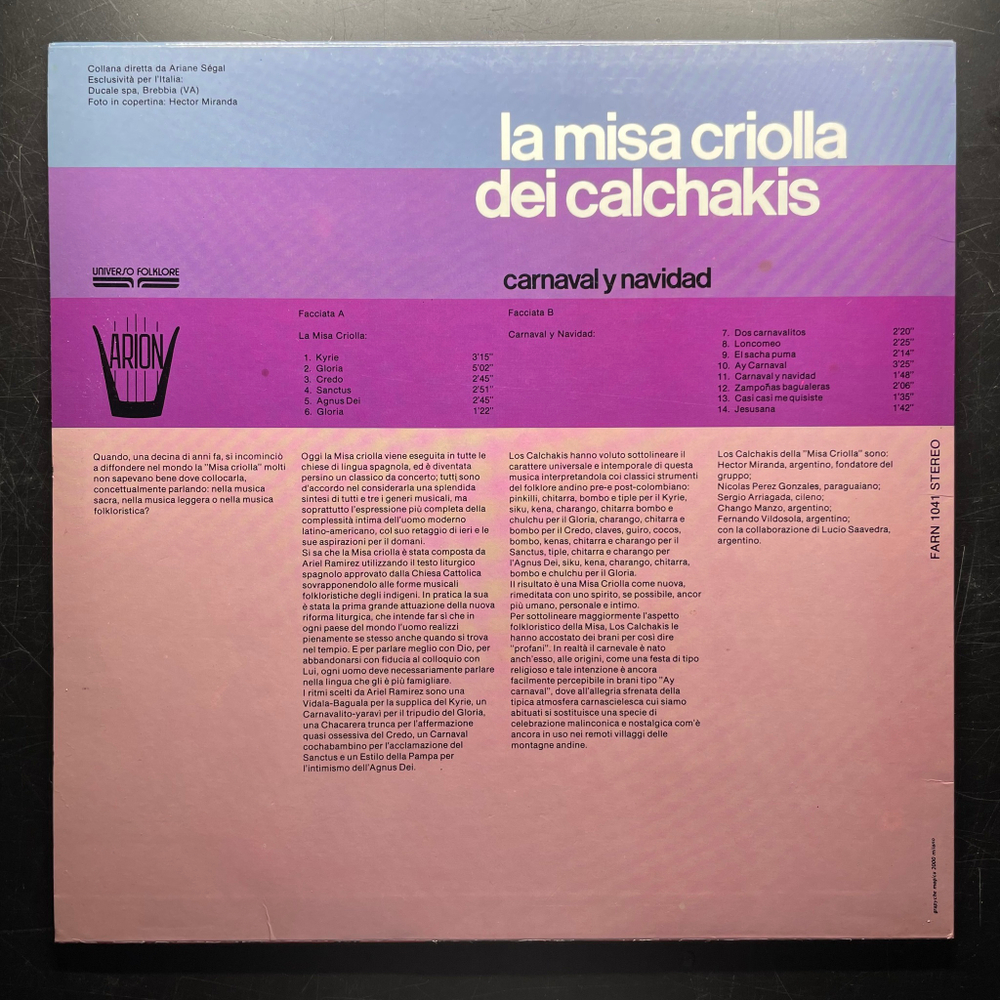 Collana diretta da Ariane Ségal
Esclusività per l'Italia:
Ducale spa, Brebbia (VA)
Foto in copertina: Hector Miranda
la misa criolla
dei calchakis
UNIVERSO FOLKLORE
carnaval y navidad
ARION
Facciata A
La Misa Criolla:
1. Kyrie 3'15"
2. Gloria 5'02"
3. Credo 2'45"
4. Sanctus 2'51"
5. Agnus Dei 2'45"
6. Gloria 1'22"
Facciata B
Carnaval y Navidad:
7. Dos carnavalitos 2'20"
8. Loncomeo 2'25"
9. El sacha puma 2'14"
10. Ay Carnaval 3'25"
11. Carnaval y navidad 1'48"
12. Zampoñas bagualeras 2'06"
13. Casi casi me quisiste 1'35"
14. Jesusana 1'42"
Quando, una decina di anni fa, si incominciò
a diffondere nel mondo la "Misa criolla" molti
non sapevano bene dove collocarla,
concettualmente parlando: nella musica
sacra, nella musica leggera o nella musica
folkloristica?
Oggi la Misa criolla viene eseguita in tutte le
chiese di lingua spagnola, ed è diventata
persino un classico da concerto; tutti sono
d'accordo nel considerarla una splendida
sintesi di tutti e tre i generi musicali, ma
soprattutto l'espressione più completa della
complessità intima dell'uomo moderno
latino-americano, col suo retaggio di ieri e le
sue aspirazioni per il domani.
Si sa che la Misa criolla è stata composta da
Ariel Ramirez utilizzando il testo liturgico
spagnolo approvato dalla Chiesa Cattolica
sovrapponendolo alle forme musicali
folkloristiche degli indigeni. In pratica la sua
è stata la prima grande attuazione della nuova
riforma liturgica, che intende far sì che in
ogni paese del mondo l'uomo realizzi
pienamente se stesso anche quando si trova
nel tempio. E per parlare meglio con Dio, per
abbandonarsi con fiducia al colloquio con
Lui, ogni uomo deve necessariamente parlare
nella lingua che gli è più famigliare.
I ritmi scelti da Ariel Ramirez sono una
Vidala-Baguala per la supplica del Kyrie, un
Carnavalito-yaravì per il tripudio del Gloria,
una Chacarera trunca per l'affermazione
quasi ossessiva del Credo, un Carnaval
cochabambino per l'acclamazione del
Sanctus e un Estilo della Pampa per
l'intimismo dell'Agnus Dei.
Los Calchakis hanno voluto sottolineare il
carattere universale e intemporale di questa
musica interpretandola coi classici strumenti
del folklore andino pre-e post-colombiano:
pinkilli, chitarra, bombo e tiple per il Kyrie,
siku, kena, charango, chitarra bombo e
chulchu per il Gloria, charango, chitarra e
bombo per il Credo, claves, guiro, cocos,
bombo, kenas, chitarra e charango per il
Sanctus, tiple, chitarra e charango per
l'Agnus Dei, siku, kena, charango, chitarra,
bombo e chulchu per il Gloria.
Il risultato è una Misa Criolla come nuova,
rimeditata con uno spirito, se possibile, ancor
più umano, personale e intimo.
Per sottolineare maggiormente l'aspetto
folkloristico della Misa, Los Calchakis le
hanno accostato dei brani per così dire
"profani". In realtà il carnevale è nato
anch'esso, alle origini, come una festa di tipo
religioso e tale intenzione è ancora
facilmente percepibile in brani tipo "Ay
carnaval", dove all'allegria sfrenata della
tipica atmosfera carnascialesca cui siamo
abituati si sostituisce una specie di
celebrazione malinconica e nostalgica com'è
ancora in uso nei remoti villaggi delle
montagne andine.
Los Calchakis della "Misa Criolla" sono:
Hector Miranda, argentino, fondatore del
gruppo;
Nicolas Perez Gonzales, paraguaiano;
Sergio Arriagada, cileno;
Chango Manzo, argentino;
Fernando Vildosola, argentino;
con la collaborazione di Lucio Saavedra,
argentino.
FARN 1041 STEREO
grafiche magico 2000 milano